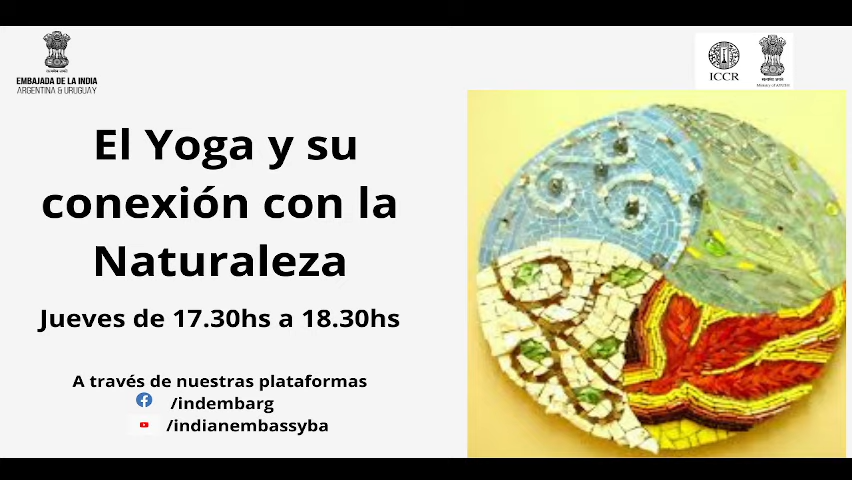 EMBAJADA DE LA INDIA
ARGENTINA & URUGUAY
ICCR
El Yoga y su
conexión con la
Naturaleza
Jueves de 17.30hs a 18.30hs
A través de nuestras plataformas
/indembarg
/indianembassyba